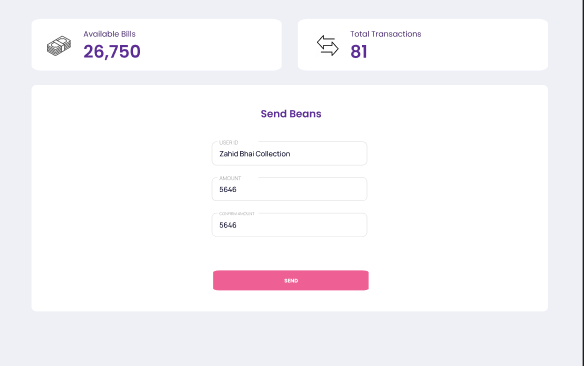 Available Bills
26,750
Total Transactions
81
Send Beans
USER ID
Zahid Bhai Collection
AMOUNT
5646
CONFIRM AMOUNT
5646
SEND